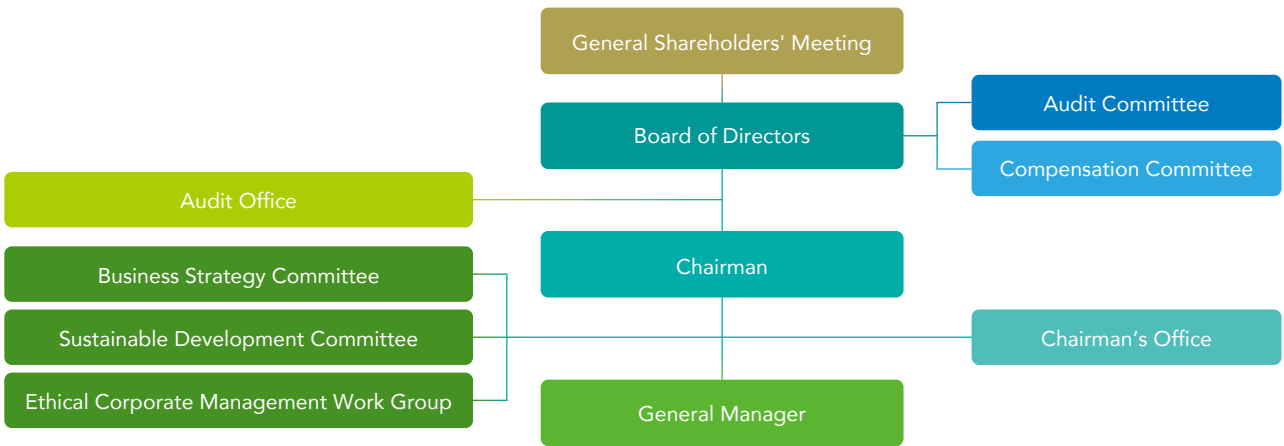 General Shareholders' Meeting
Audit Committee
Board of Directors
Compensation Committee
Audit Office
Chairman
Business Strategy Committee
Sustainable Development Committee
Chairman’s Office
Ethical Corporate Management Work Group
General Manager